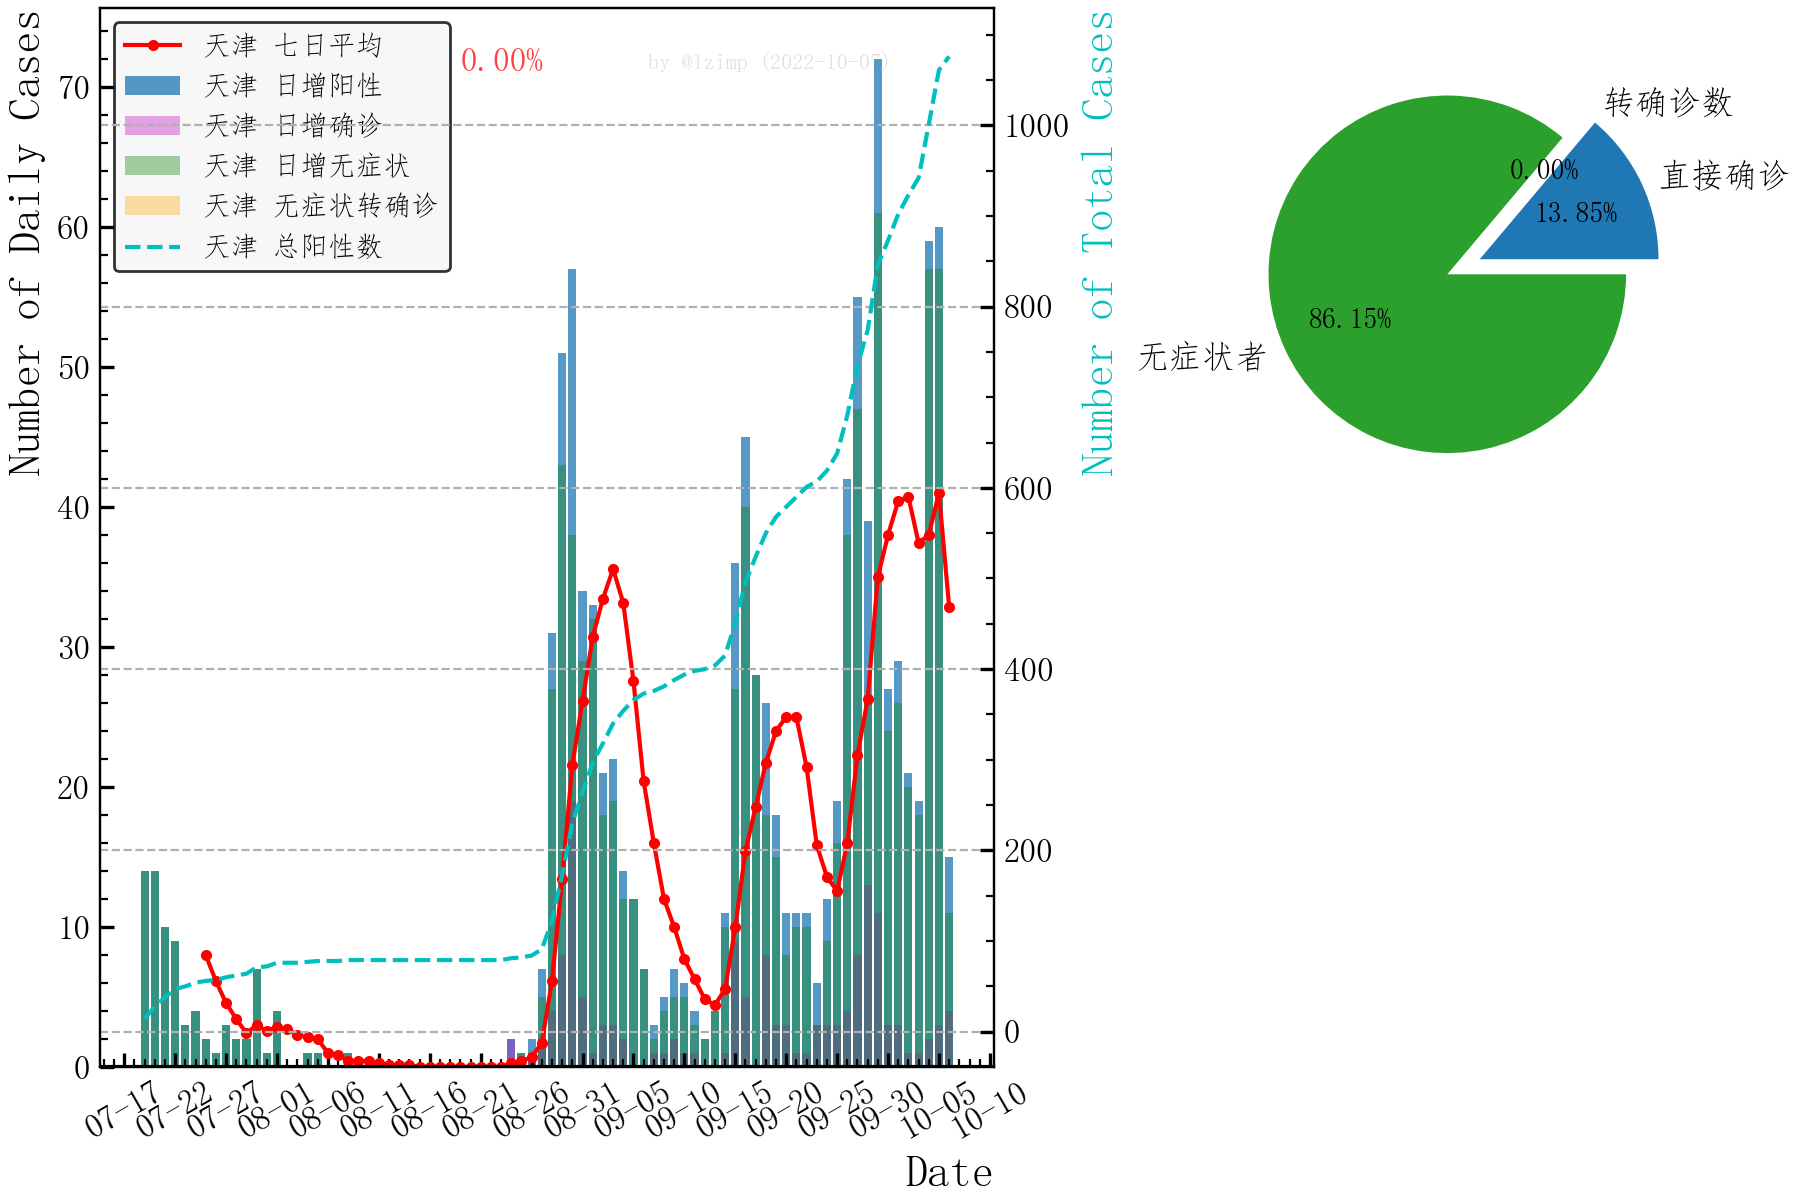 天津 七日平均
天津 日增阳性
天津 日增确诊
天津 日增无症状
天津 无症状转确诊
天津 总阳性数
0.00%
by @lzimp (2022-10-07)
Number of Daily Cases
70
60
50
40
30
20
10
0
1000
800
600
400
200
0
Number of Total Cases
07-17
07-22
07-27
08-01
08-06
08-11
08-16
08-21
08-26
08-31
09-05
09-10
09-15
09-20
09-25
09-30
10-05
10-10
Date
转确诊数
0.00%
直接确诊
13.85%
86.15%
无症状者